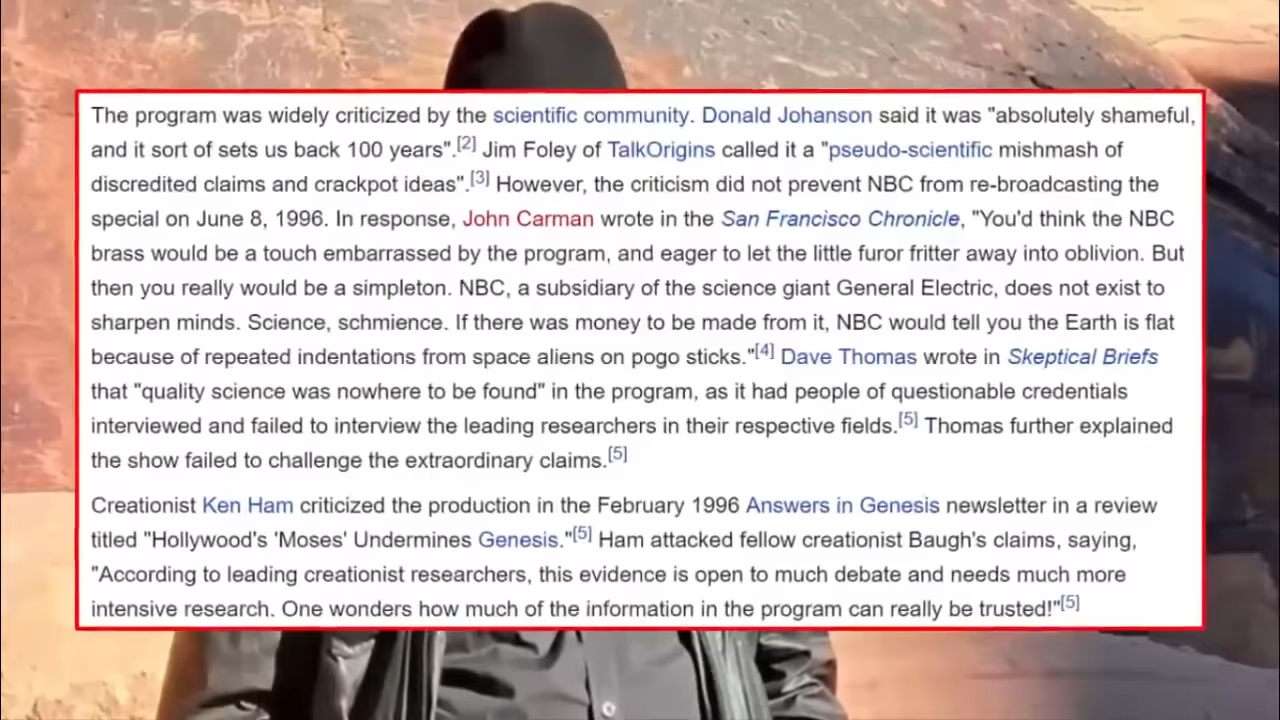 The program was widely criticized by the scientific community. Donald Johanson said it was "absolutely shameful,
and it sort of sets us back 100 years".[2] Jim Foley of TalkOrigins called it a "pseudo-scientific mishmash of
discredited claims and crackpot ideas".[3] However, the criticism did not prevent NBC from re-broadcasting the
special on June 8, 1996. In response, John Carman wrote in the San Francisco Chronicle, "You'd think the NBC
brass would be a touch embarrassed by the program, and eager to let the little furor fritter away into oblivion. But
then you really would be a simpleton. NBC, a subsidiary of the science giant General Electric, does not exist to
sharpen minds. Science, schmience. If there was money to be made from it, NBC would tell you the Earth is flat
because of repeated indentations from space aliens on pogo sticks."[4] Dave Thomas wrote in Skeptical Briefs
that "quality science was nowhere to be found" in the program, as it had people of questionable credentials
interviewed and failed to interview the leading researchers in their respective fields.[5] Thomas further explained
the show failed to challenge the extraordinary claims.[5]
Creationist Ken Ham criticized the production in the February 1996 Answers in Genesis newsletter in a review
titled "Hollywood's 'Moses' Undermines Genesis."[5] Ham attacked fellow creationist Baugh's claims, saying,
"According to leading creationist researchers, this evidence is open to much debate and needs much more
intensive research. One wonders how much of the information in the program can really be trusted!"[5]